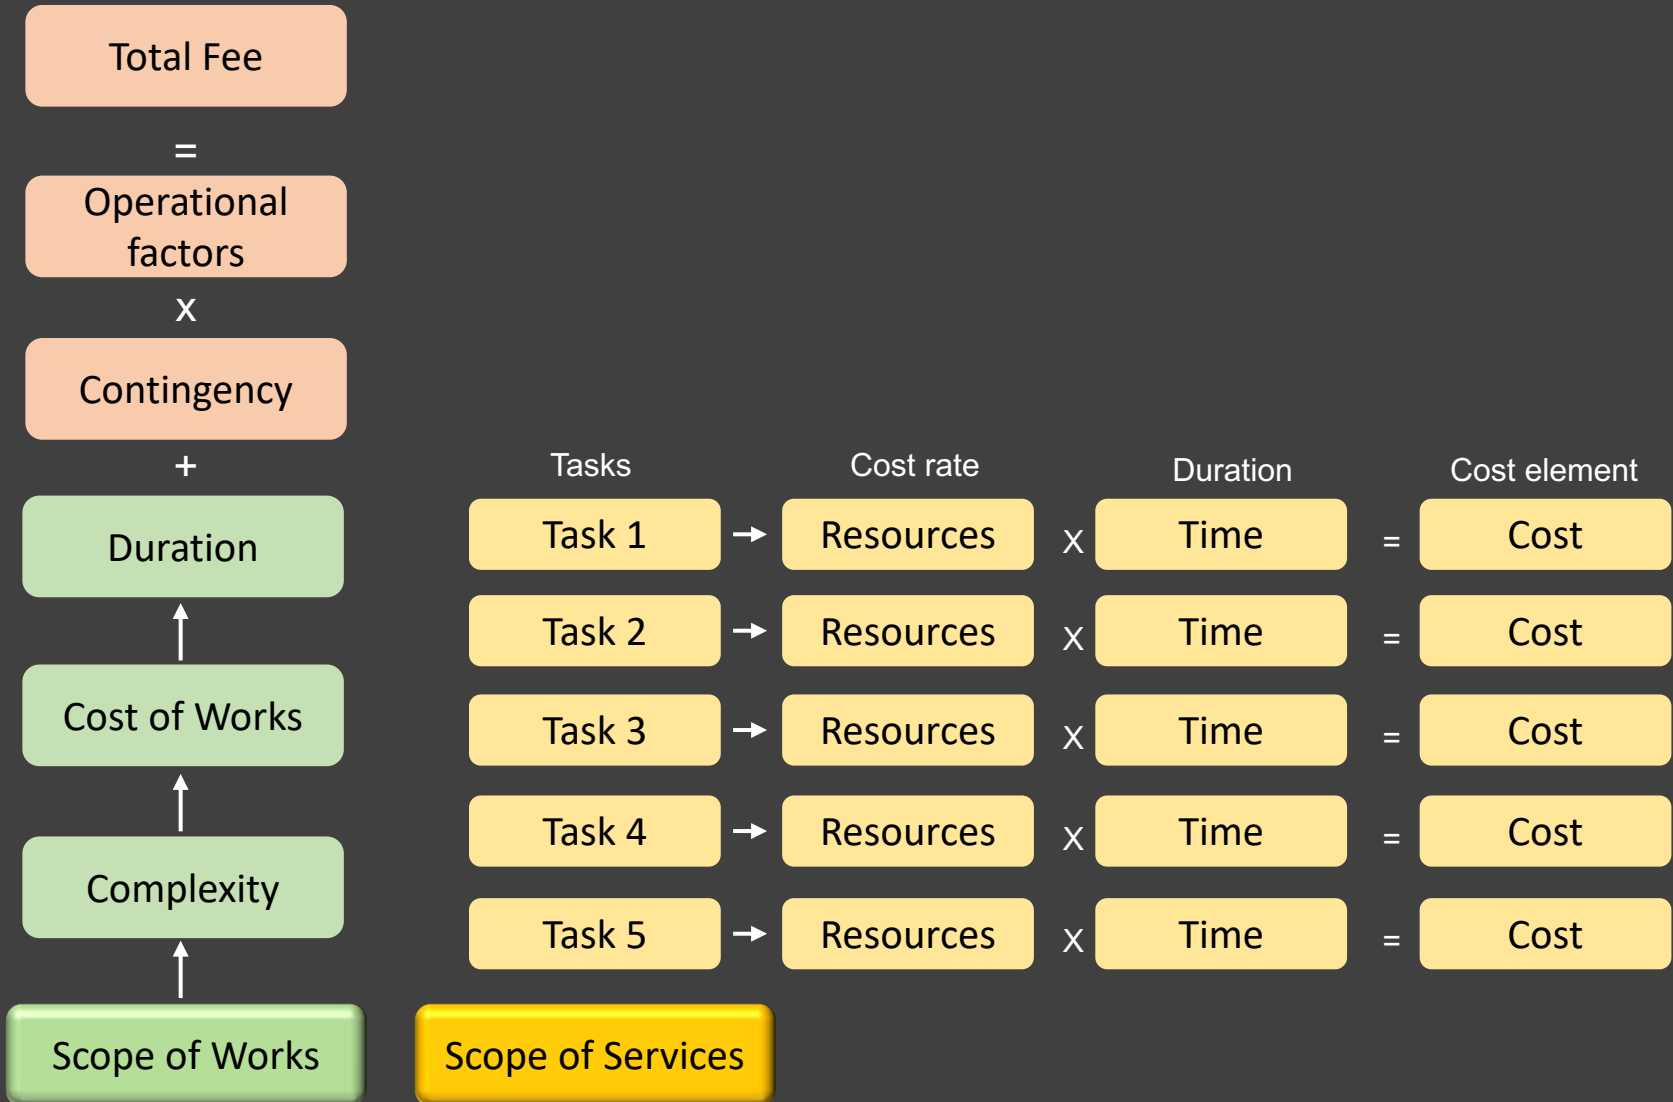 Total Fee
=
Operational
factors
x
Contingency
+
Duration
Cost of Works
Complexity
Scope of Works
Tasks Cost rate Duration Cost element
Task 1 Resources X Time = Cost
Task 2 Resources X Time = Cost
Task 3 Resources X Time = Cost
Task 4 Resources X Time = Cost
Task 5 Resources X Time = Cost
Scope of Services